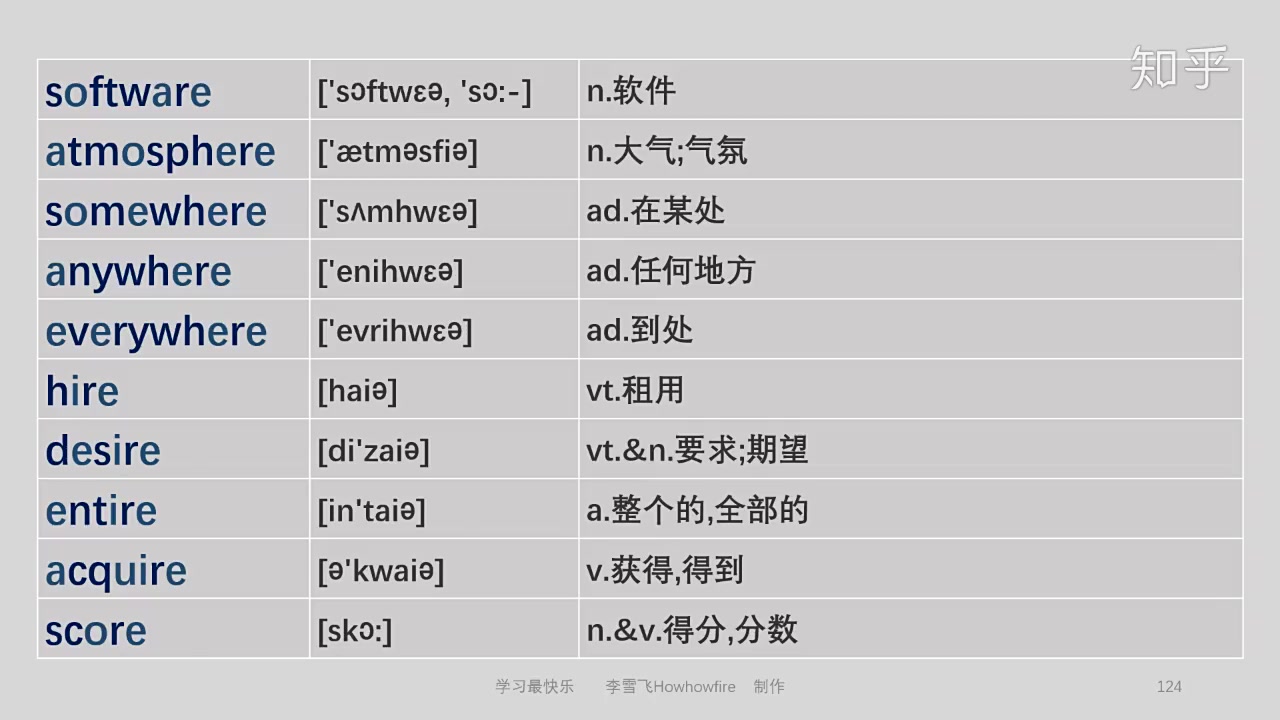 知乎
software ['sɔftwɛə, 'sɔ:-] n.软件
atmosphere ['ætməsfiə] n.大气;气氛
somewhere ['sʌmhwɛə] ad.在某处
anywhere ['enihwɛə] ad.任何地方
everywhere ['evrihwɛə] ad.到处
hire [haiə] vt.租用
desire [di'zaiə] vt.&n.要求;期望
entire [in'taiə] a.整个的,全部的
acquire [ə'kwaiə] v.获得,得到
score [skɔ:] n.&v.得分,分数
学习最快乐 李雪飞Howhowfire 制作 124